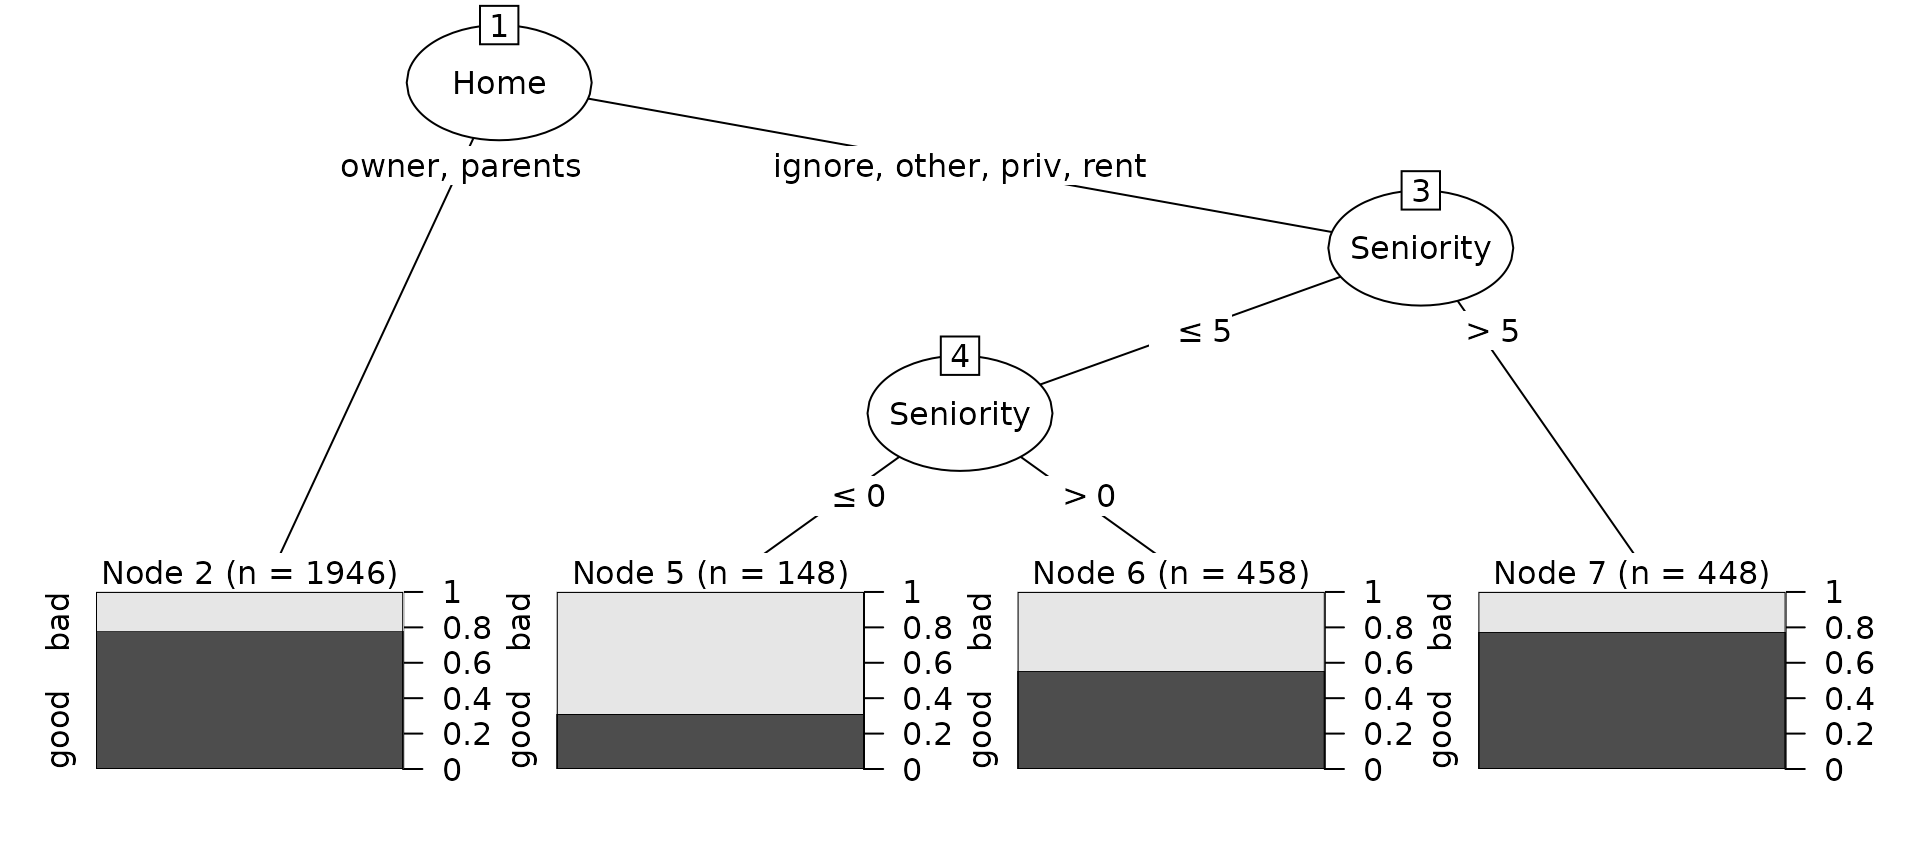 1
Home
owner, parents
ignore, other, priv, rent
3
Seniority
≤ 5
> 5
4
Seniority
≤ 0
> 0
Node 2 (n = 1946)
bad
good
1
0.8
0.6
0.4
0.2
0
Node 5 (n = 148)
bad
good
1
0.8
0.6
0.4
0.2
0
Node 6 (n = 458)
bad
good
1
0.8
0.6
0.4
0.2
0
Node 7 (n = 448)
bad
good
1
0.8
0.6
0.4
0.2
0